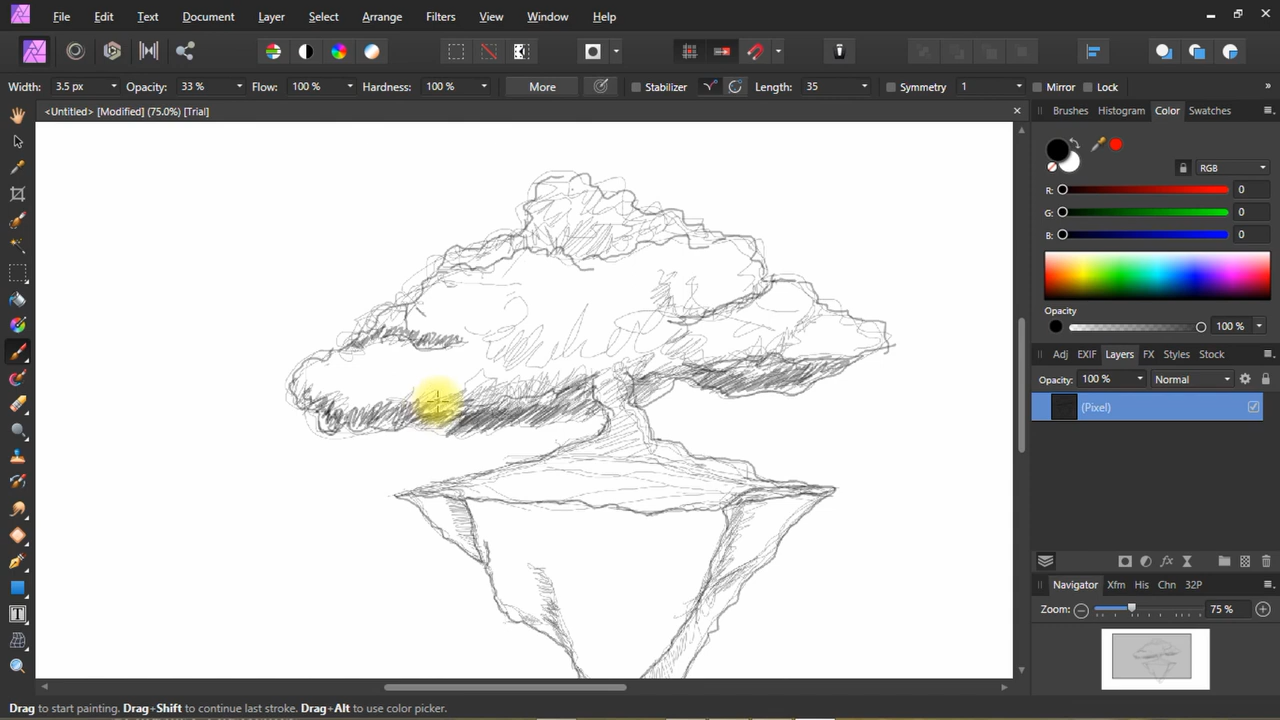 File Edit Text Document Layer Select Arrange Filters View Window Help
Width: 3.5 px Opacity: 33 % Flow: 100 % Hardness: 100 % More Stabilizer Length: 35 Symmetry 1 Mirror Lock »
<Untitled> [Modified] (75.0%) [Trial]
Brushes Histogram Color Swatches
RGB
R: 0
G: 0
B: 0
Opacity
100 %
Adj EXIF Layers FX Styles Stock
Opacity: 100 % Normal
(Pixel)
Navigator Xfm His Chn 32P
Zoom: 75 %
Drag to start painting. Drag+Shift to continue last stroke. Drag+Alt to use color picker.